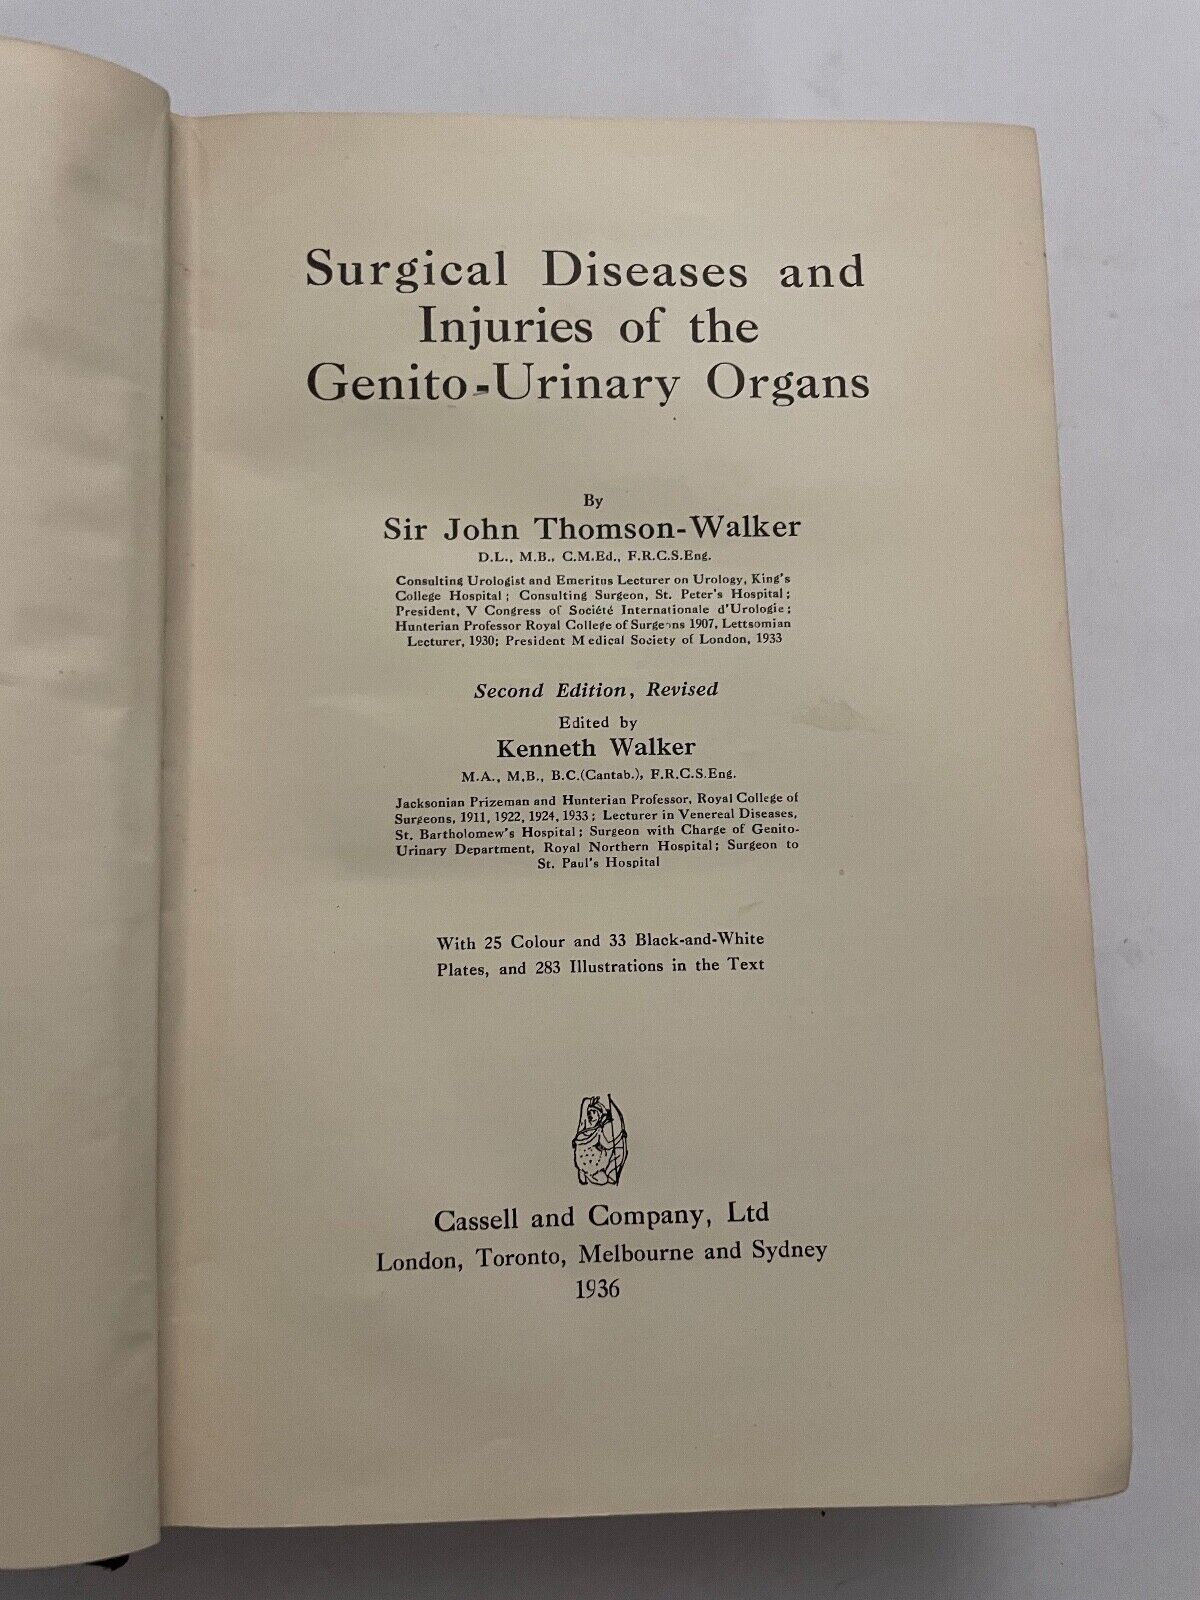 Surgical Diseases and
Injuries of the
Genito-Urinary Organs
By
Sir John Thomson-Walker
D.L., M.B., C.M.Ed., F.R.C.S.Eng.
Consulting Urologist and Emeritus Lecturer on Urology, King's
College Hospital; Consulting Surgeon, St. Peter's Hospital;
President, V Congress of Société Internationale d'Urologie;
Hunterian Professor Royal College of Surgeons 1907, Lettsomian
Lecturer, 1930; President Medical Society of London, 1933
Second Edition, Revised
Edited by
Kenneth Walker
M.A., M.B., B.C.(Cantab.), F.R.C.S.Eng.
Jacksonian Prizeman and Hunterian Professor, Royal College of
Surgeons, 1911, 1922, 1924, 1933; Lecturer in Venereal Diseases,
St. Bartholomew's Hospital; Surgeon with Charge of Genito-
Urinary Department, Royal Northern Hospital; Surgeon to
St. Paul's Hospital
With 25 Colour and 33 Black-and-White
Plates, and 283 Illustrations in the Text
Cassell and Company, Ltd
London, Toronto, Melbourne and Sydney
1936